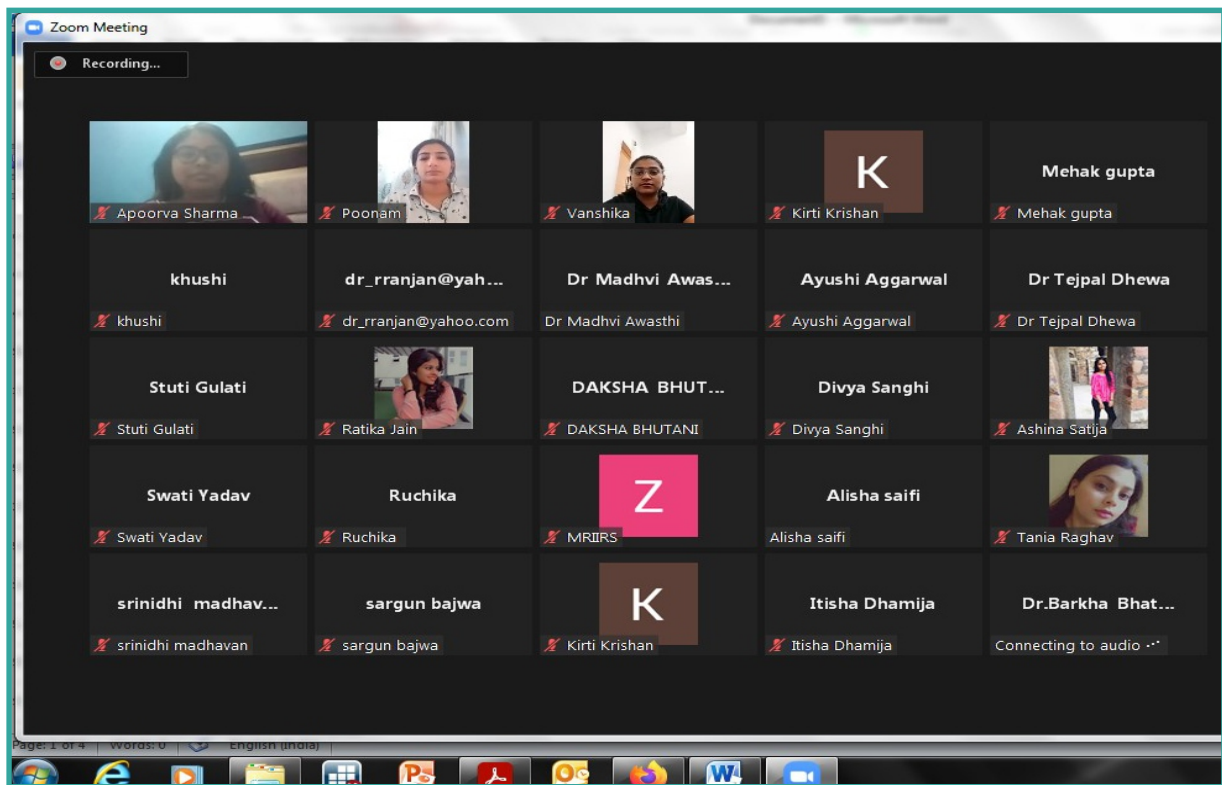 Zoom Meeting
Recording...
K
Mehak gupta
Apoorva Sharma
Poonam
Vanshika
Kirti Krishan
Mehak gupta
khushi
dr_rranjan@yah...
Dr Madhvi Awas...
Ayushi Aggarwal
Dr Tejpal Dhewa
khushi
dr_rranjan@yahoo.com
Dr Madhvi Awasthi
Ayushi Aggarwal
Dr Tejpal Dhewa
Stuti Gulati
DAKSHA BHUT...
Divya Sanghi
Stuti Gulati
Ratika Jain
DAKSHA BHUTANI
Divya Sanghi
Ashina Satija
Swati Yadav
Ruchika
Z
Alisha saifi
Swati Yadav
Ruchika
MRIIRS
Alisha saifi
Tania Raghav
srinidhi madhav...
sargun bajwa
K
Itisha Dhamija
Dr.Barkha Bhat...
srinidhi madhavan
sargun bajwa
Kirti Krishan
Itisha Dhamija
Connecting to audio
Page: 1 of 4
Words: 0
English (India)